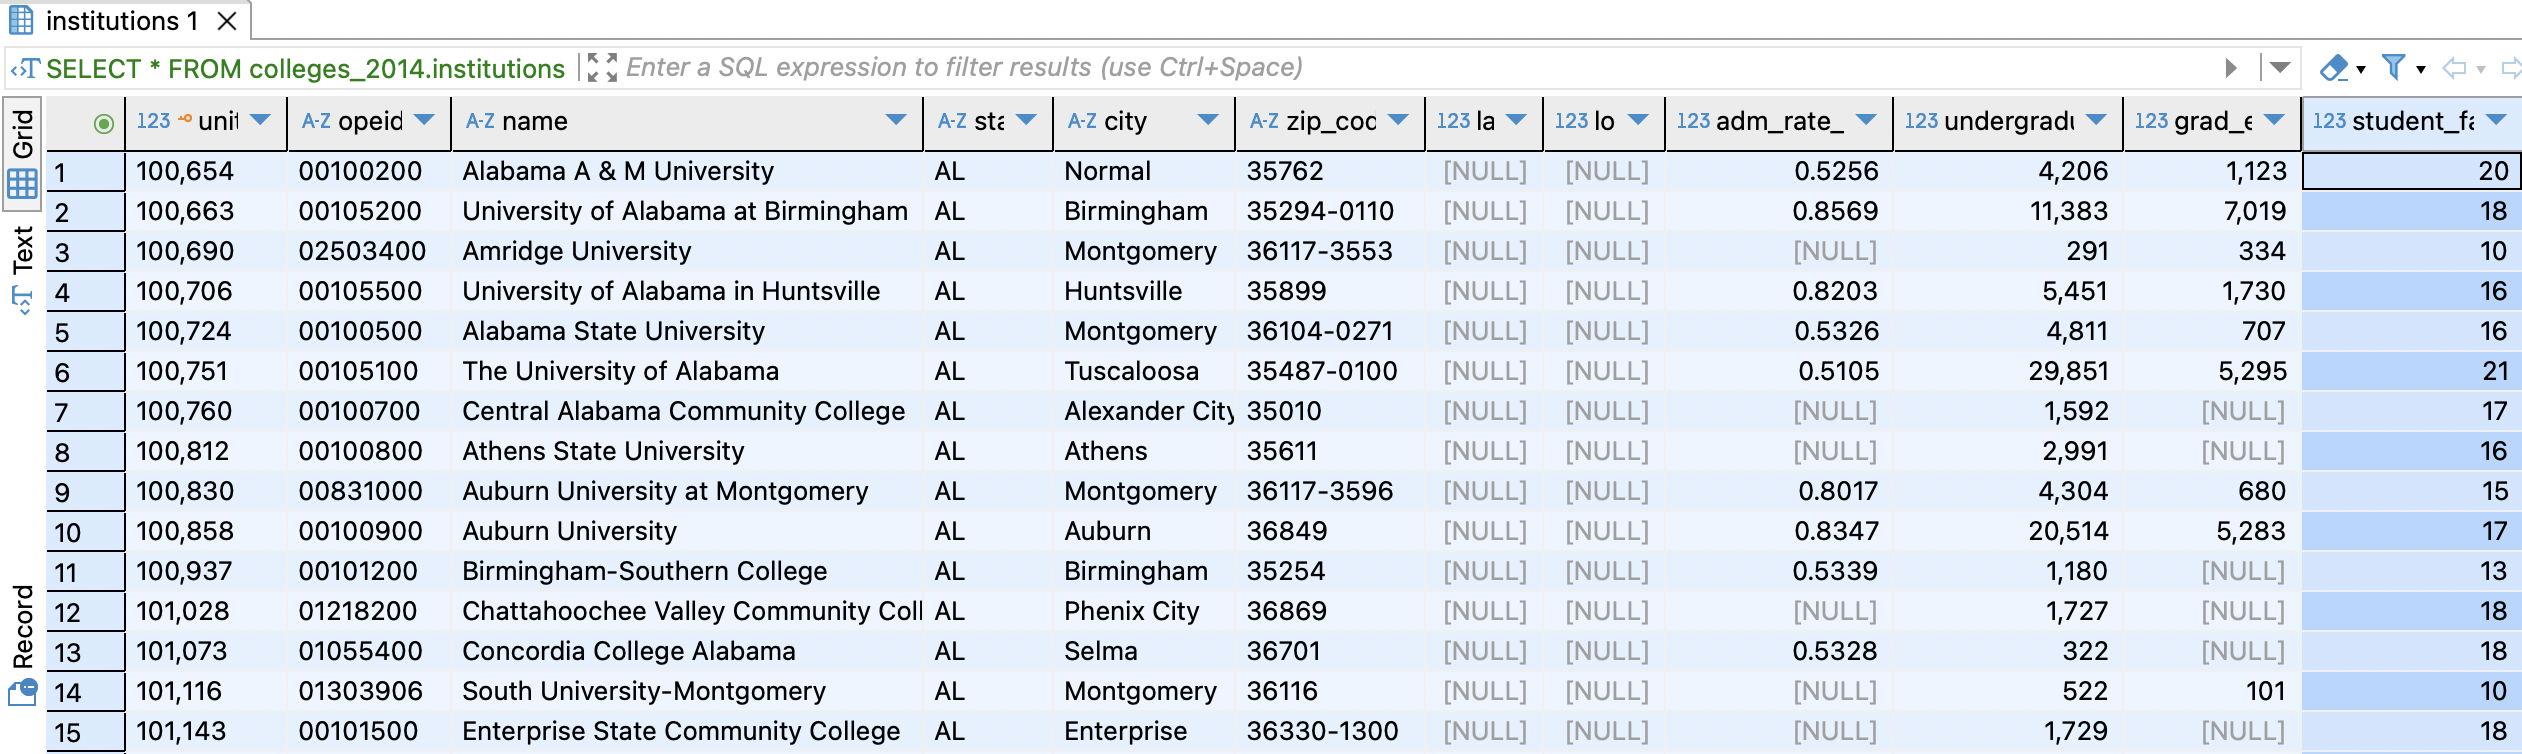 institutions 1
SELECT * FROM colleges_2014.institutions Enter a SQL expression to filter results (use Ctrl+Space)
Grid
Text
Record
123 unit A-Z opeid A-Z name A-Z sta A-Z city A-Z zip_cod 123 la 123 lo 123 adm_rate_ 123 undergradu 123 grad_e 123 student_fa
1 100,654 00100200 Alabama A & M University AL Normal 35762 [NULL] [NULL] 0.5256 4,206 1,123 20
2 100,663 00105200 University of Alabama at Birmingham AL Birmingham 35294-0110 [NULL] [NULL] 0.8569 11,383 7,019 18
3 100,690 02503400 Amridge University AL Montgomery 36117-3553 [NULL] [NULL] [NULL] 291 334 10
4 100,706 00105500 University of Alabama in Huntsville AL Huntsville 35899 [NULL] [NULL] 0.8203 5,451 1,730 16
5 100,724 00100500 Alabama State University AL Montgomery 36104-0271 [NULL] [NULL] 0.5326 4,811 707 16
6 100,751 00105100 The University of Alabama AL Tuscaloosa 35487-0100 [NULL] [NULL] 0.5105 29,851 5,295 21
7 100,760 00100700 Central Alabama Community College AL Alexander City 35010 [NULL] [NULL] [NULL] 1,592 [NULL] 17
8 100,812 00100800 Athens State University AL Athens 35611 [NULL] [NULL] [NULL] 2,991 [NULL] 16
9 100,830 00831000 Auburn University at Montgomery AL Montgomery 36117-3596 [NULL] [NULL] 0.8017 4,304 680 15
10 100,858 00100900 Auburn University AL Auburn 36849 [NULL] [NULL] 0.8347 20,514 5,283 17
11 100,937 00101200 Birmingham-Southern College AL Birmingham 35254 [NULL] [NULL] 0.5339 1,180 [NULL] 13
12 101,028 01218200 Chattahoochee Valley Community Coll AL Phenix City 36869 [NULL] [NULL] [NULL] 1,727 [NULL] 18
13 101,073 01055400 Concordia College Alabama AL Selma 36701 [NULL] [NULL] 0.5328 322 [NULL] 18
14 101,116 01303906 South University-Montgomery AL Montgomery 36116 [NULL] [NULL] [NULL] 522 101 10
15 101,143 00101500 Enterprise State Community College AL Enterprise 36330-1300 [NULL] [NULL] [NULL] 1,729 [NULL] 18